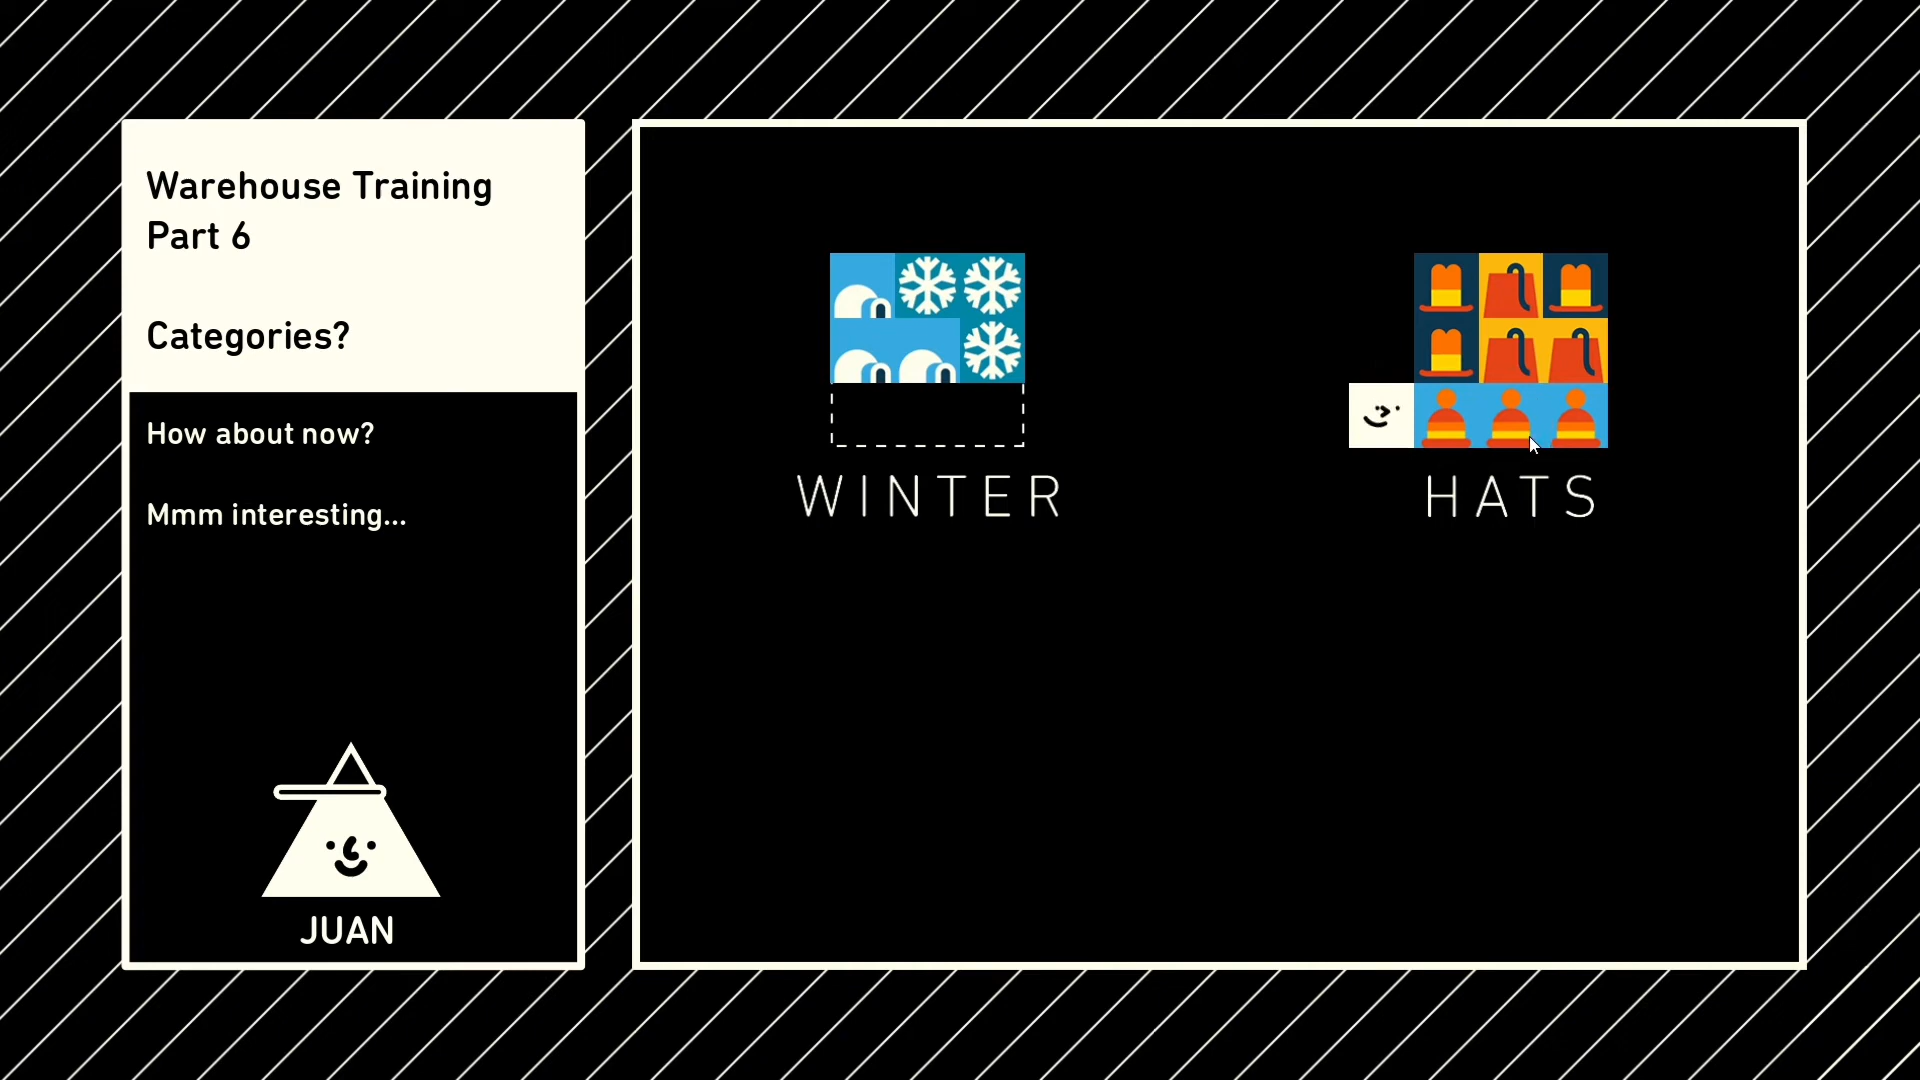 Warehouse Training
Part 6
Categories?
How about now?
Mmm interesting...
JUAN
WINTER
HATS